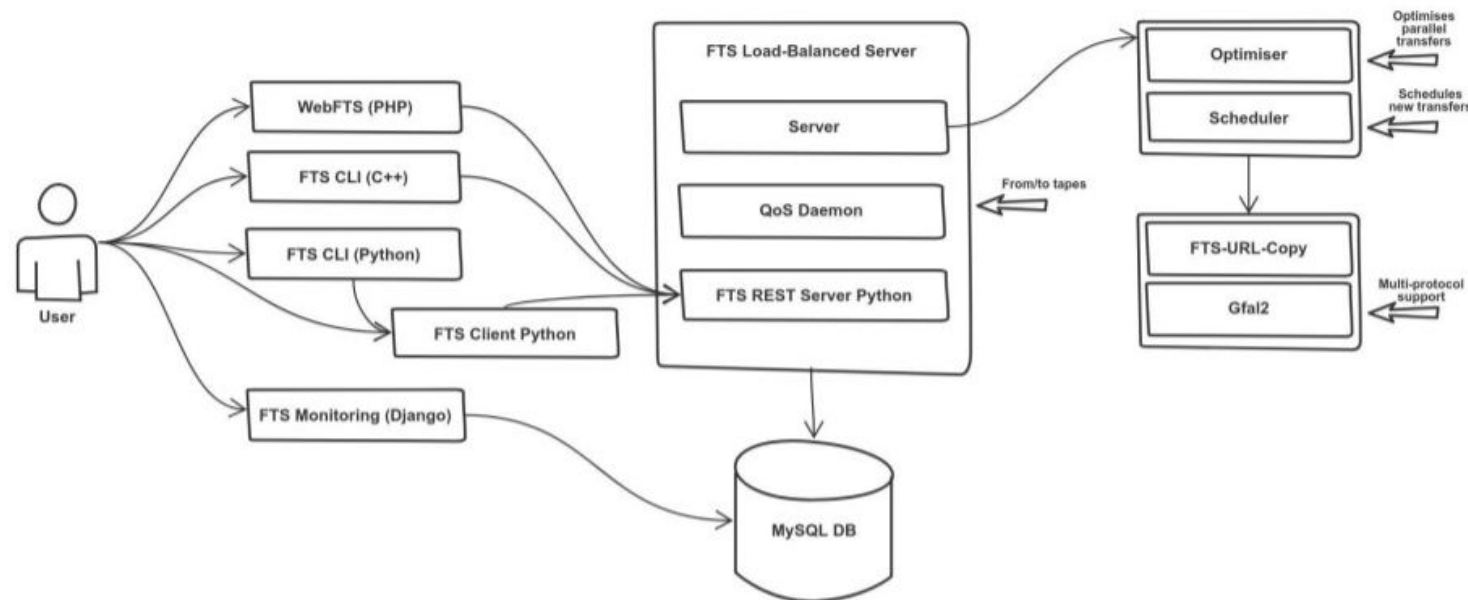 WebFTS (PHP)
FTS CLI (C++)
FTS CLI (Python)
User
FTS Client Python
FTS Monitoring (Django)
FTS Load-Balanced Server
Server
QoS Daemon
FTS REST Server Python
From/to tapes
MySQL DB
Optimiser
Scheduler
Optimises
parallel
transfers
Schedules
new transfers
FTS-URL-Copy
Gfal2
Multi-protocol
support